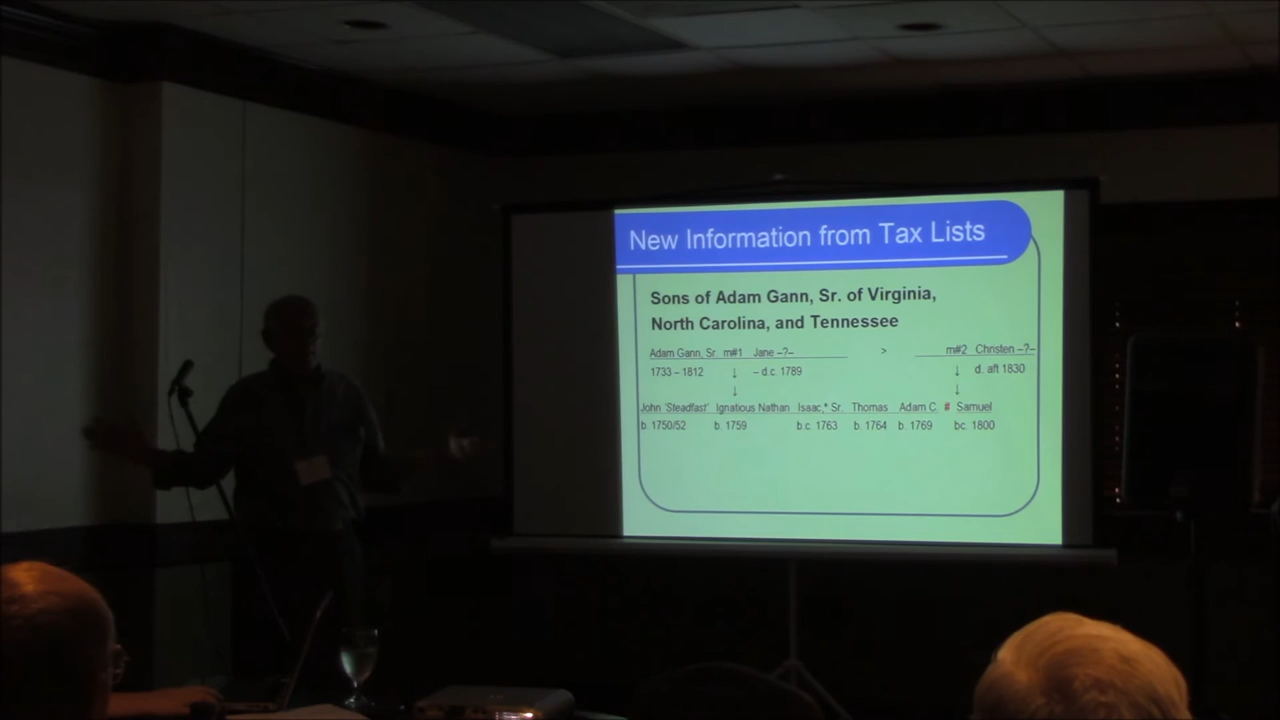 New Information from Tax Lists
Sons of Adam Gann, Sr. of Virginia,
North Carolina, and Tennessee
Adam Gann, Sr. m#1 Jane –?– > m#2 Christen –?–
1733 – 1812 ↓ – d.c. 1789 ↓ d. aft 1830
↓ ↓
John 'Steadfast' Ignatious Nathan Isaac,* Sr. Thomas Adam C. # Samuel
b. 1750/52 b. 1759 b.c. 1763 b. 1764 b. 1769 bc. 1800